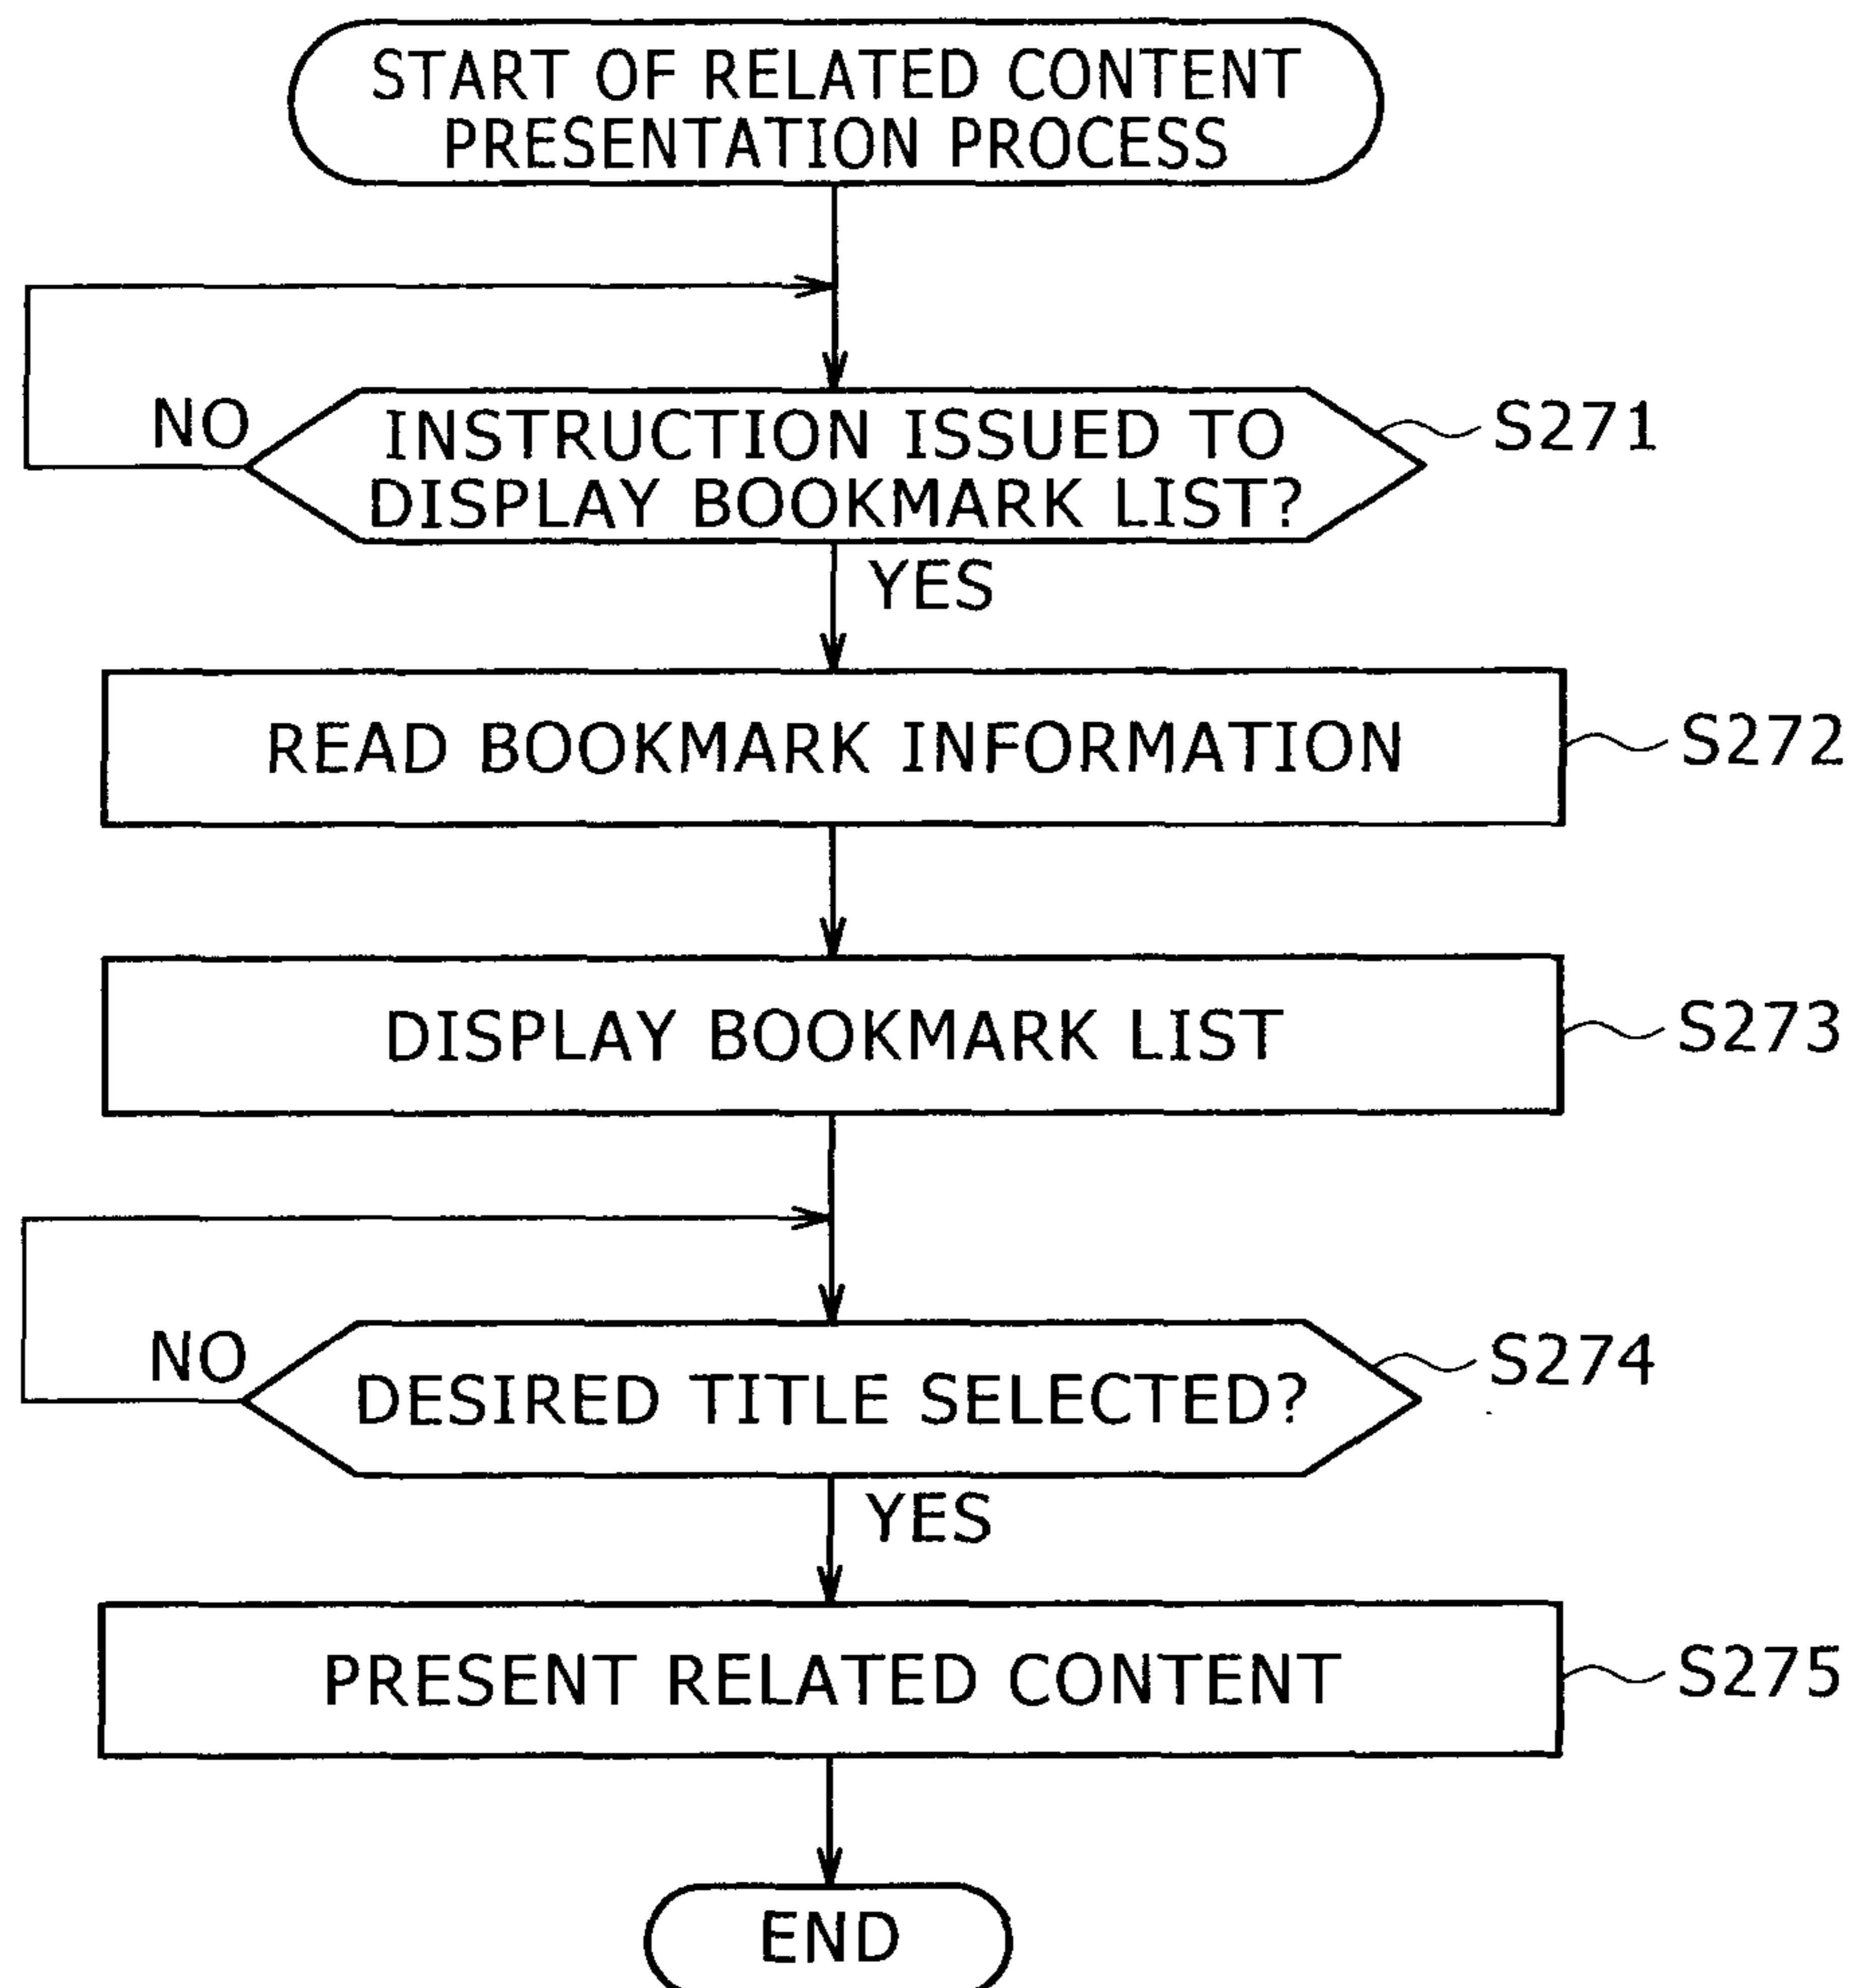 START OF RELATED CONTENT
PRESENTATION PROCESS
NO
INSTRUCTION ISSUED TO
DISPLAY BOOKMARK LIST?
S271
YES
READ BOOKMARK INFORMATION
S272
DISPLAY BOOKMARK LIST
S273
NO
DESIRED TITLE SELECTED?
S274
YES
PRESENT RELATED CONTENT
S275
END